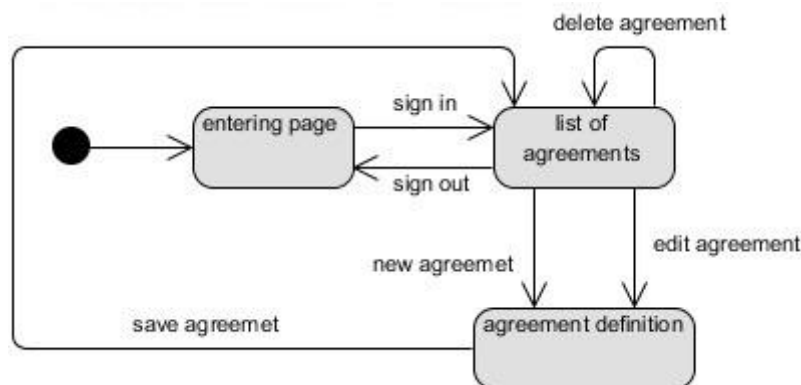 delete agreement
entering page
sign in
list of
agreements
sign out
new agreemet
edit agreement
save agreemet
agreement definition